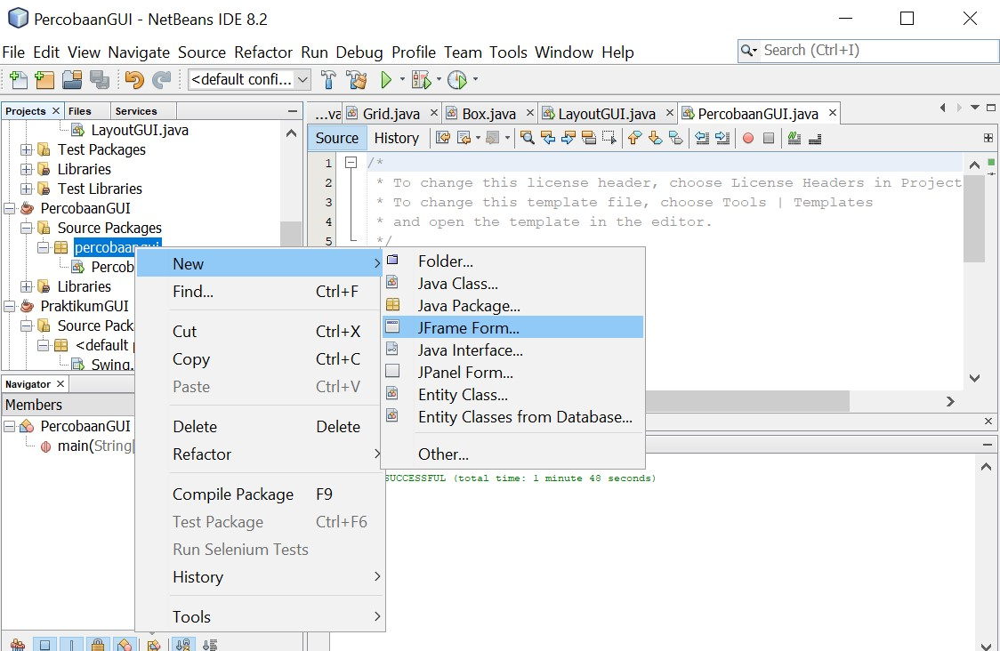 PercobaanGUI - NetBeans IDE 8.2
File Edit View Navigate Source Refactor Run Debug Profile Team Tools Window Help
Search (Ctrl+I)
<default confi...
Projects Files Services
LayoutGUI.java
Test Packages
Libraries
Test Libraries
PercobaanGUI
Source Packages
percobaangui
Percob
Libraries
PraktikumGUI
Source Pack
<default
Swing.
Navigator
Members
PercobaanGUI
main(String[
...va Grid.java Box.java LayoutGUI.java PercobaanGUI.java
Source History
1 /*
2 * To change this license header, choose License Headers in Project
3 * To change this template file, choose Tools | Templates
4 * and open the template in the editor.
5 */
New
Find... Ctrl+F
Cut Ctrl+X
Copy Ctrl+C
Paste Ctrl+V
Delete Delete
Refactor
Compile Package F9
Test Package Ctrl+F6
Run Selenium Tests
History
Tools
Folder...
Java Class...
Java Package...
JFrame Form...
Java Interface...
JPanel Form...
Entity Class...
Entity Classes from Database...
Other...
SUCCESSFUL (total time: 1 minute 48 seconds)